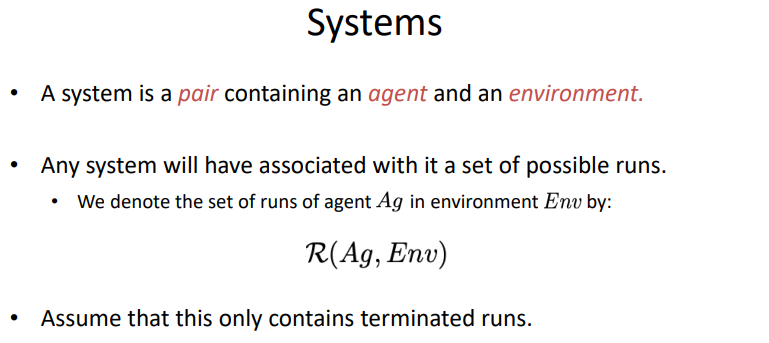 Systems
• A system is a pair containing an agent and an environment.
• Any system will have associated with it a set of possible runs.
• We denote the set of runs of agent Ag in environment Env by:
R(Ag, Env)
• Assume that this only contains terminated runs.